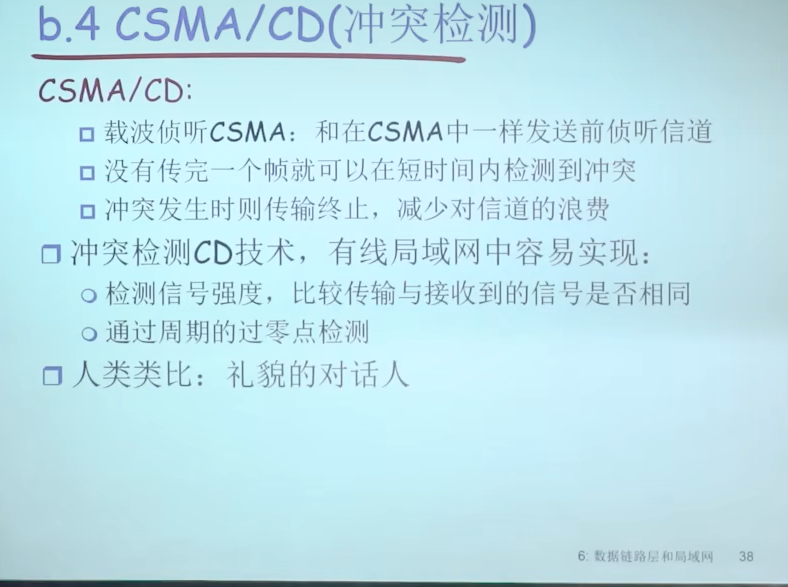 b.4 CSMA/CD(冲突检测)
CSMA/CD:
载波侦听CSMA：和在CSMA中一样发送前侦听信道
没有传完一个帧就可以在短时间内检测到冲突
冲突发生时则传输终止，减少对信道的浪费
冲突检测CD技术，有线局域网中容易实现：
检测信号强度，比较传输与接收到的信号是否相同
通过周期的过零点检测
人类类比：礼貌的对话人
6: 数据链路层和局域网 38